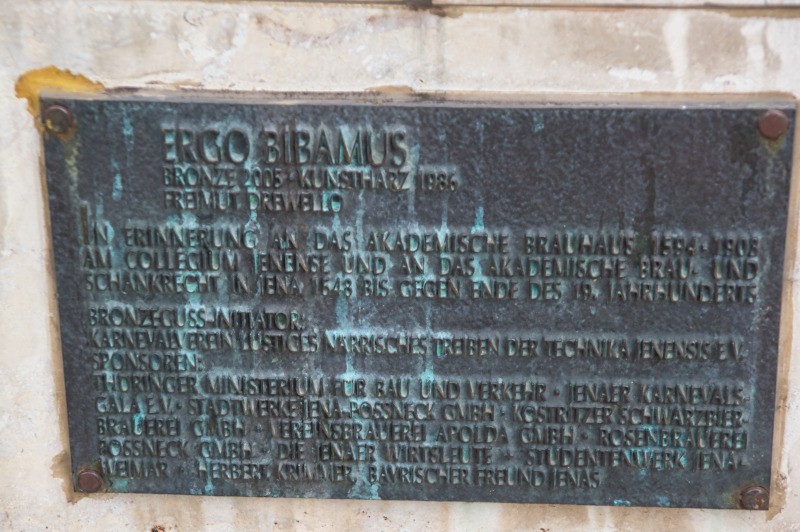 ERGO BIBAMUS
BRONZE 2005 · KUNSTHARZ 1986
FREIMUT DREWELLO
IN ERINNERUNG AN DAS AKADEMISCHE BRAUHAUS 1594 · 1903
AM COLLEGIUM JENENSE UND AN DAS AKADEMISCHE BRAU- UND
SCHANKRECHT IN JENA 1548 BIS GEGEN ENDE DES 19. JAHRHUNDERTS
BRONZEGUSS-INITIATOR:
KARNEVALVEREIN LUSTIGES NÄRRISCHES TREIBEN DER TECHNIKA JENENSIS E.V.
SPONSOREN:
THÜRINGER MINISTERIUM FÜR BAU UND VERKEHR · JENAER KARNEVALS-
GALA E.V. · STADTWERKE JENA-PÖSSNECK GMBH · KÖSTRITZER SCHWARZBIER-
BRAUEREI GMBH · VEREINSBRAUEREI APOLDA GMBH · ROSENBRAUEREI
PÖSSNECK GMBH · DIE JENAER WIRTSLEUTE · STUDENTENWERK JENA-
WEIMAR · HERBERT KRIMMER, BAYRISCHER FREUND JENAS